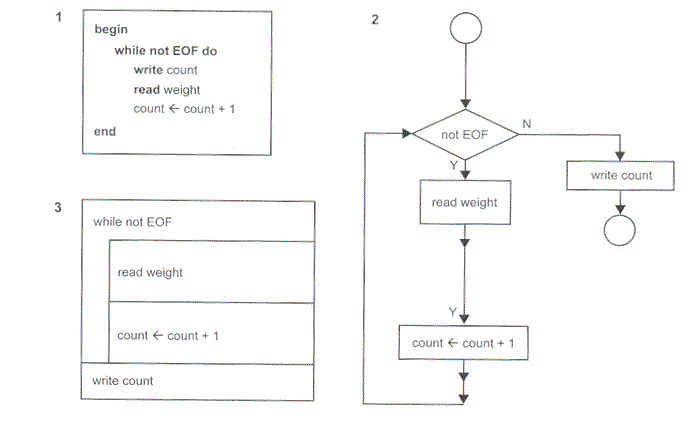 1
begin
while not EOF do
write count
read weight
count ← count + 1
end
2
not EOF
N
Y
write count
read weight
Y
count ← count + 1
3
while not EOF
read weight
count ← count + 1
write count